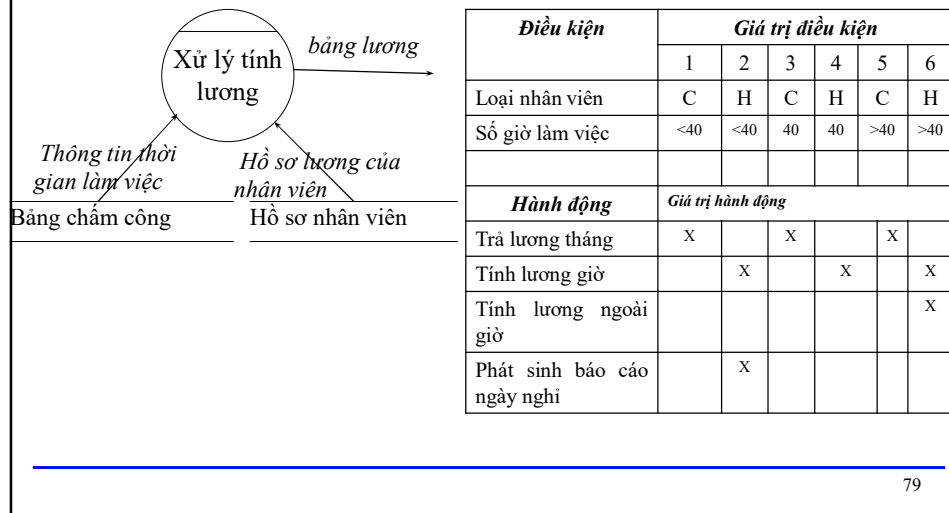 Xử lý tính
lương
bảng lương
Thông tin thời
gian làm việc
Hồ sơ lương của
nhân viên
Bảng chấm công
Hồ sơ nhân viên
Điều kiện Giá trị điều kiện
1 2 3 4 5 6
Loại nhân viên C H C H C H
Số giờ làm việc <40 <40 40 40 >40 >40
Hành động Giá trị hành động
Trả lương tháng X X X
Tính lương giờ X X X
Tính lương ngoài X
giờ
Phát sinh báo cáo X
ngày nghỉ
79